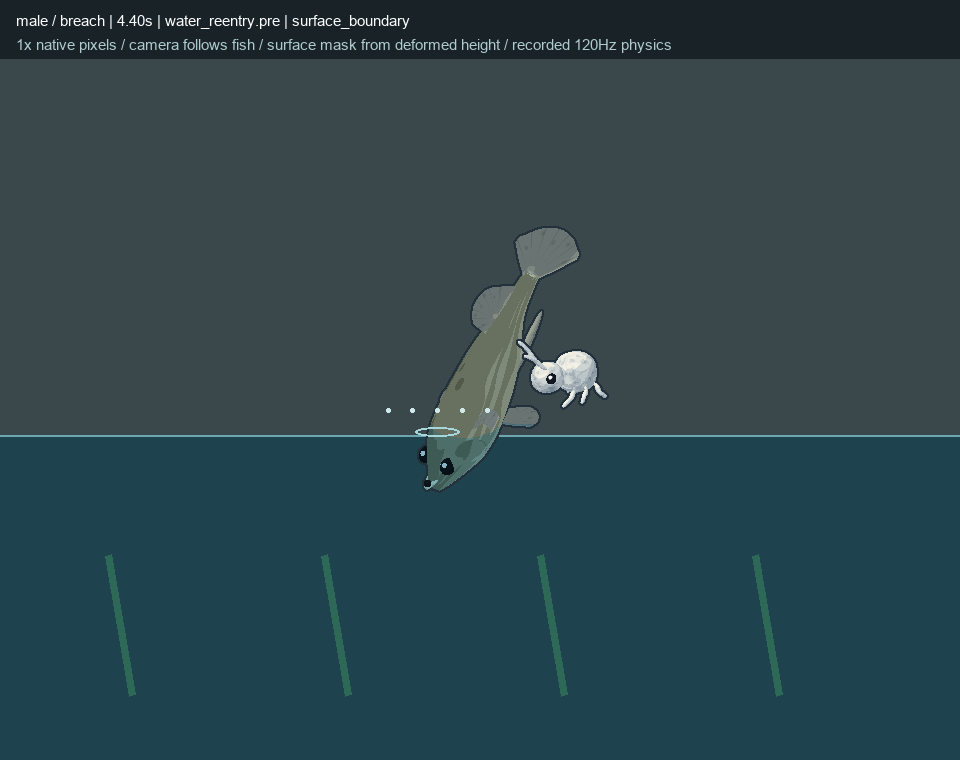 male / breach | 4.40s | water_reentry.pre | surface_boundary
1x native pixels / camera follows fish / surface mask from deformed height / recorded 120Hz physics